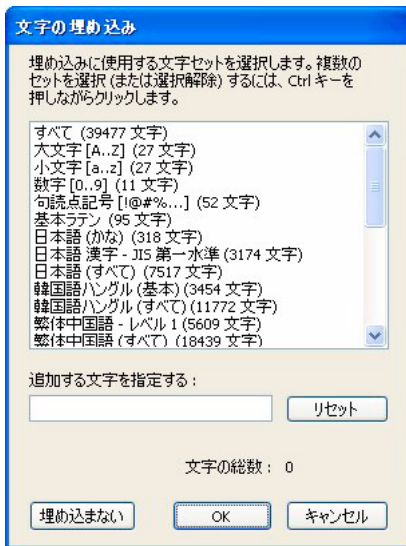 文字の埋め込み
埋め込みに使用する文字セットを選択します。複数の
セットを選択 (または選択解除) するには、Ctrl キーを
押しながらクリックします。
すべて (39477 文字)
大文字 [A..Z] (27 文字)
小文字 [a..z] (27 文字)
数字 [0..9] (11 文字)
句読点記号 [!@#%...] (52 文字)
基本ラテン (95 文字)
日本語 (かな) (318 文字)
日本語 漢字 - JIS 第一水準 (3174 文字)
日本語 (すべて) (7517 文字)
韓国語ハングル (基本) (3454 文字)
韓国語ハングル (すべて) (11772 文字)
繁体中国語 - レベル 1 (5609 文字)
繁体中国語 (すべて) (18439 文字)
追加する文字を指定する :
リセット
文字の総数 : 0
埋め込まない OK キャンセル